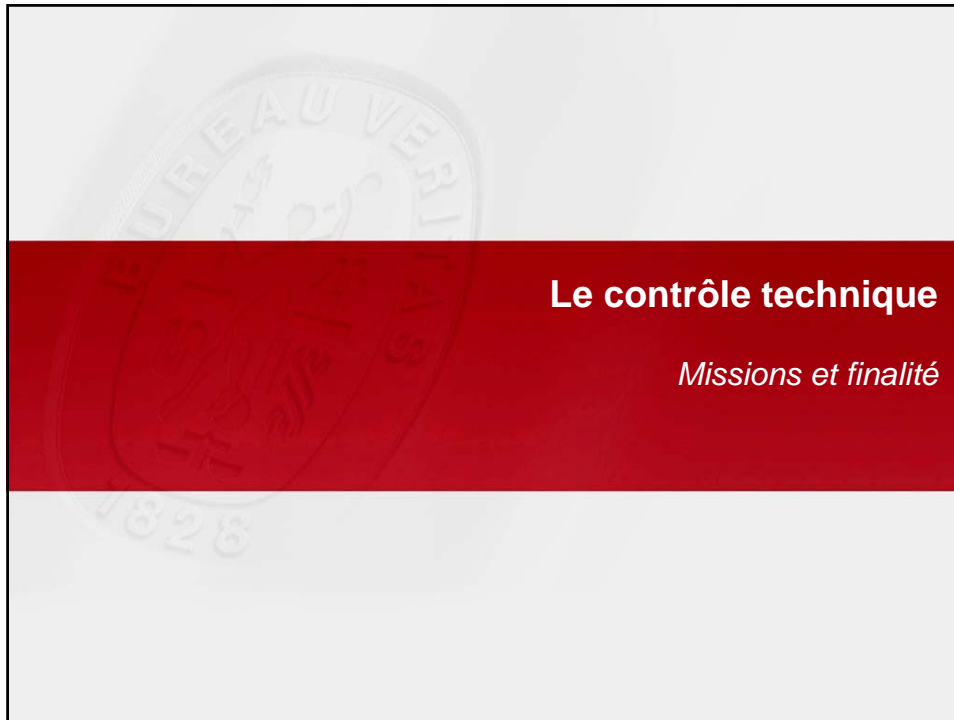 BUREAU VERITAS
Le contrôle technique
Missions et finalité
1828